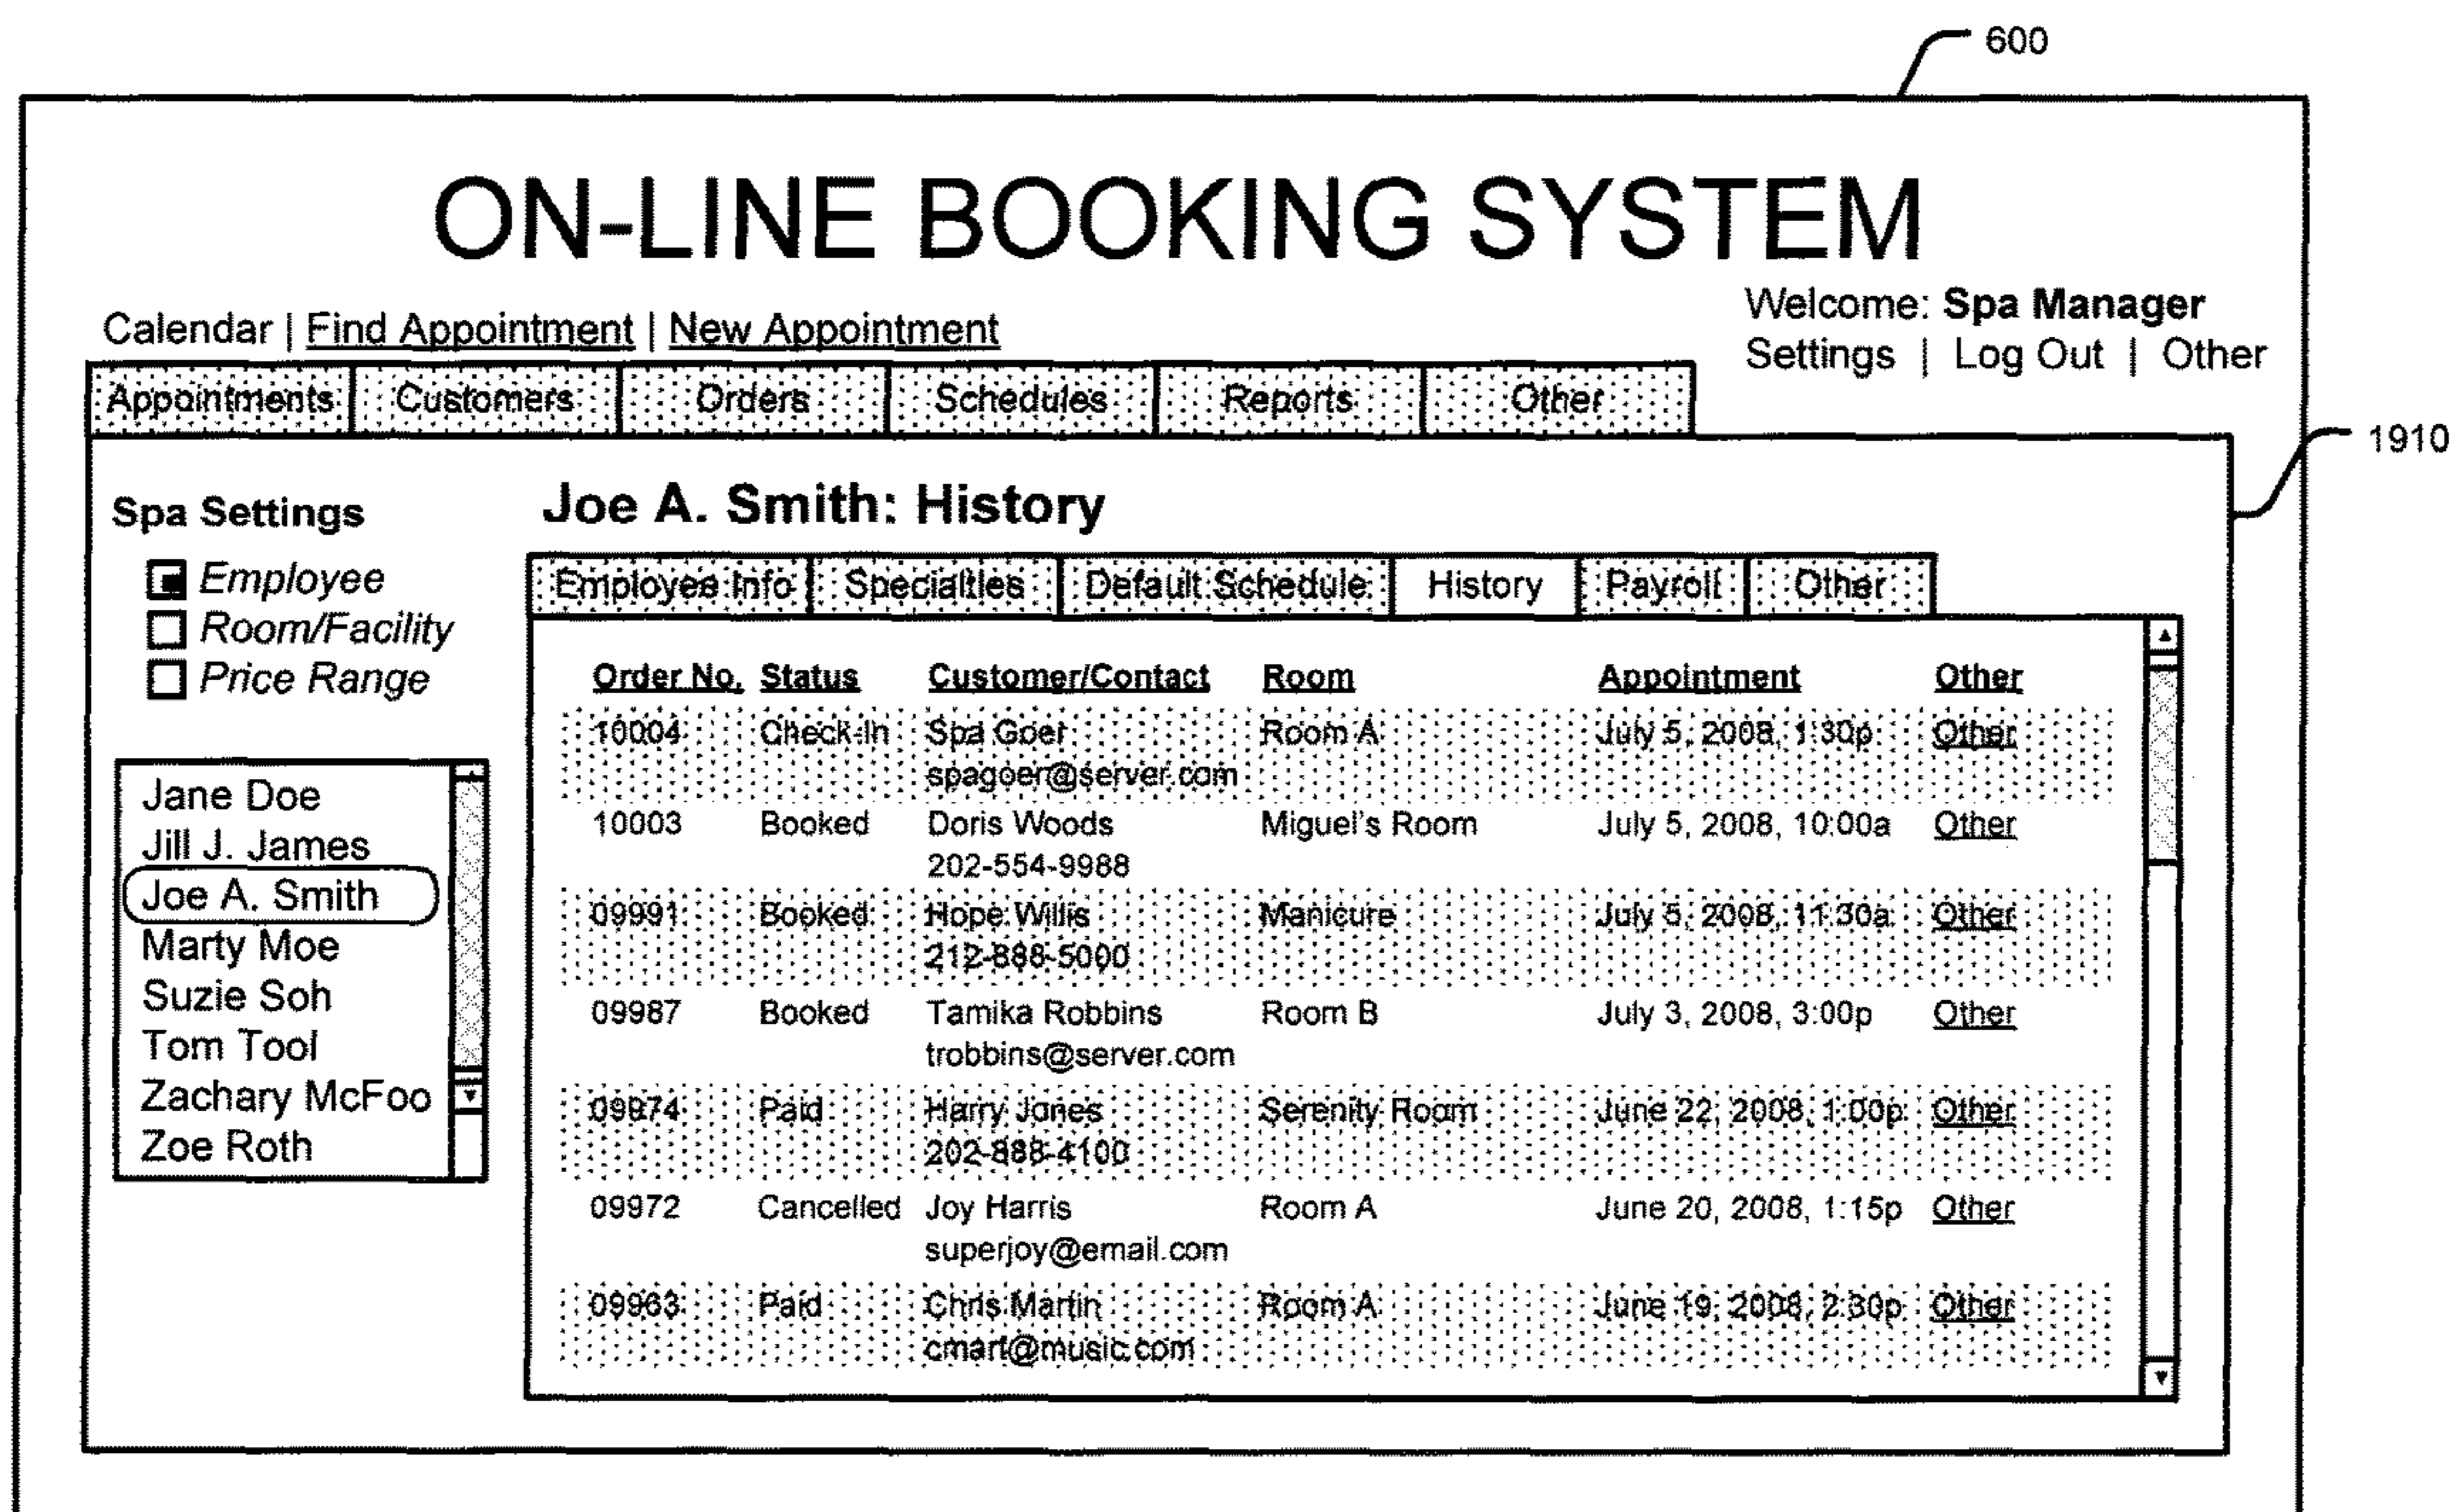 600
ON-LINE BOOKING SYSTEM
Welcome: Spa Manager
Calendar | Find Appointment | New Appointment
Settings | Log Out | Other
Appointments Customers Orders Schedules Reports Other
1910
Spa Settings
Employee
Room/Facility
Price Range
Jane Doe
Jill J. James
Joe A. Smith
Marty Moe
Suzie Soh
Tom Tool
Zachary McFoo
Zoe Roth
Joe A. Smith: History
Employee Info Specialties Default Schedule History Payroll Other
Order No. Status Customer/Contact Room Appointment Other
10004 Check-In Spa Goer Room A July 5, 2008, 1:30p Other
spagoer@server.com
10003 Booked Doris Woods Miguel's Room July 5, 2008, 10:00a Other
202-554-9988
09991 Booked Hope Willis Manicure July 5, 2008, 11:30a Other
212-888-5000
09987 Booked Tamika Robbins Room B July 3, 2008, 3:00p Other
trobbins@server.com
09974 Paid Harry Jones Serenity Room June 22, 2008, 1:00p Other
202-888-4100
09972 Cancelled Joy Harris Room A June 20, 2008, 1:15p Other
superjoy@email.com
09963 Paid Chris Martin Room A June 19, 2008, 2:30p Other
cmart@music.com